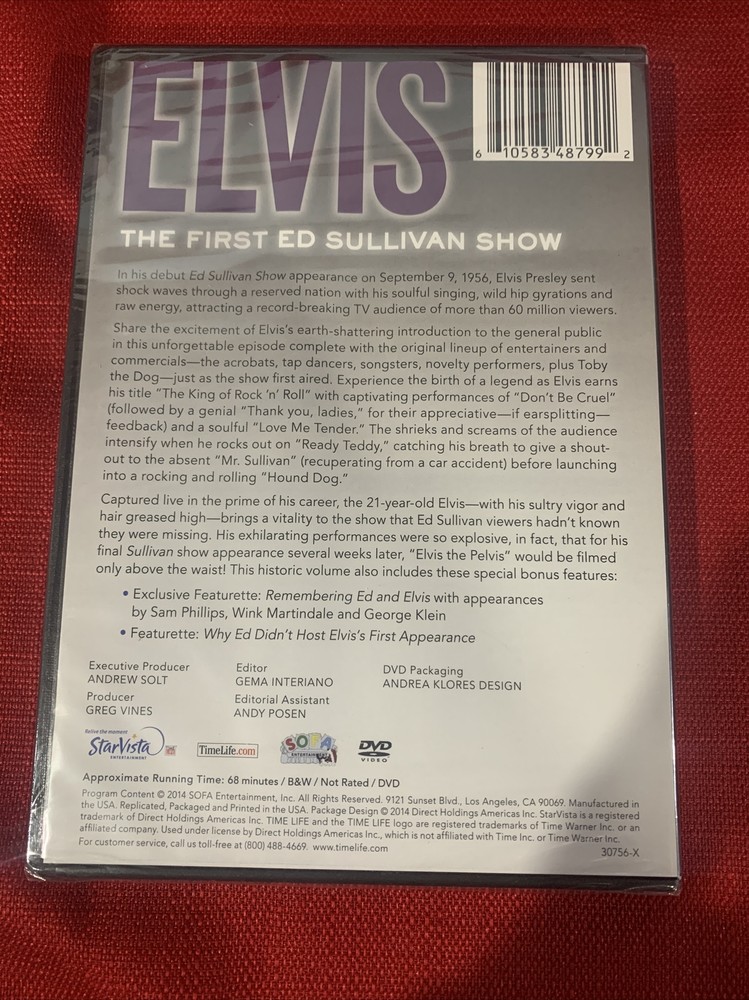 ELVIS
6 10583 48799 2
THE FIRST ED SULLIVAN SHOW
In his debut Ed Sullivan Show appearance on September 9, 1956, Elvis Presley sent
shock waves through a reserved nation with his soulful singing, wild hip gyrations and
raw energy, attracting a record-breaking TV audience of more than 60 million viewers.
Share the excitement of Elvis's earth-shattering introduction to the general public
in this unforgettable episode complete with the original lineup of entertainers and
commercials—the acrobats, tap dancers, songsters, novelty performers, plus Toby
the Dog—just as the show first aired. Experience the birth of a legend as Elvis earns
his title "The King of Rock 'n' Roll" with captivating performances of "Don't Be Cruel"
(followed by a genial "Thank you, ladies," for their appreciative—if earsplitting—
feedback) and a soulful "Love Me Tender." The shrieks and screams of the audience
intensify when he rocks out on "Ready Teddy," catching his breath to give a shout-
out to the absent "Mr. Sullivan" (recuperating from a car accident) before launching
into a rocking and rolling "Hound Dog."
Captured live in the prime of his career, the 21-year-old Elvis—with his sultry vigor and
hair greased high—brings a vitality to the show that Ed Sullivan viewers hadn't known
they were missing. His exhilarating performances were so explosive, in fact, that for his
final Sullivan show appearance several weeks later, "Elvis the Pelvis" would be filmed
only above the waist! This historic volume also includes these special bonus features:
• Exclusive Featurette: Remembering Ed and Elvis with appearances
by Sam Phillips, Wink Martindale and George Klein
• Featurette: Why Ed Didn't Host Elvis's First Appearance
Executive Producer
ANDREW SOLT
Producer
GREG VINES
Editor
GEMA INTERIANO
Editorial Assistant
ANDY POSEN
DVD Packaging
ANDREA KLORES DESIGN
Relive the moment
StarVista
ENTERTAINMENT
TimeLife.com
SOFA
ENTERTAINMENT
DVD
VIDEO
Approximate Running Time: 68 minutes / B&W / Not Rated / DVD
Program Content © 2014 SOFA Entertainment, Inc. All Rights Reserved. 9121 Sunset Blvd., Los Angeles, CA 90069. Manufactured in
the USA. Replicated, Packaged and Printed in the USA. Package Design © 2014 Direct Holdings Americas Inc. StarVista is a registered
trademark of Direct Holdings Americas Inc. TIME LIFE and the TIME LIFE logo are registered trademarks of Time Warner Inc. or an
affiliated company. Used under license by Direct Holdings Americas Inc., which is not affiliated with Time Inc. or Time Warner Inc.
For customer service, call us toll-free at (800) 488-4669. www.timelife.com
30756-X